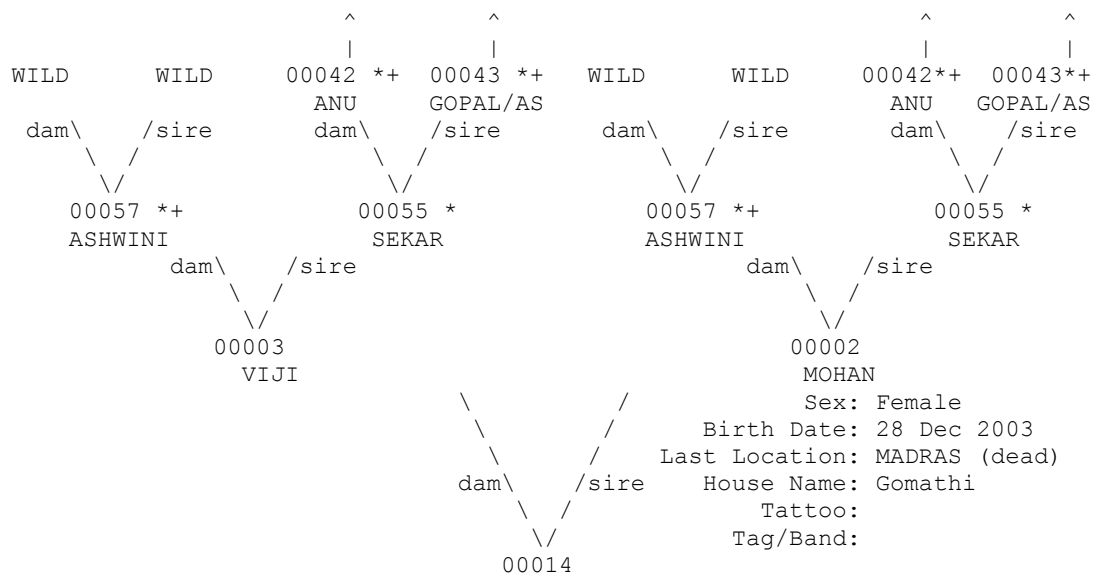 ^ ^ ^ ^
| | | |
WILD WILD 00042 *+ 00043 *+ WILD WILD 00042*+ 00043*+
ANU GOPAL/AS ANU GOPAL/AS
dam\ /sire dam\ /sire dam\ /sire dam\ /sire
\ / \ / \ / \ /
\/ \/ \/ \/
00057 *+ 00055 * 00057 *+ 00055 *
ASHWINI SEKAR ASHWINI SEKAR
dam\ /sire dam\ /sire
\ / \ /
\/ \/
00003 00002
VIJI MOHAN
\ / Sex: Female
\ / Birth Date: 28 Dec 2003
\ / Last Location: MADRAS (dead)
dam\ /sire House Name: Gomathi
\ / Tattoo:
\/ Tag/Band:
00014